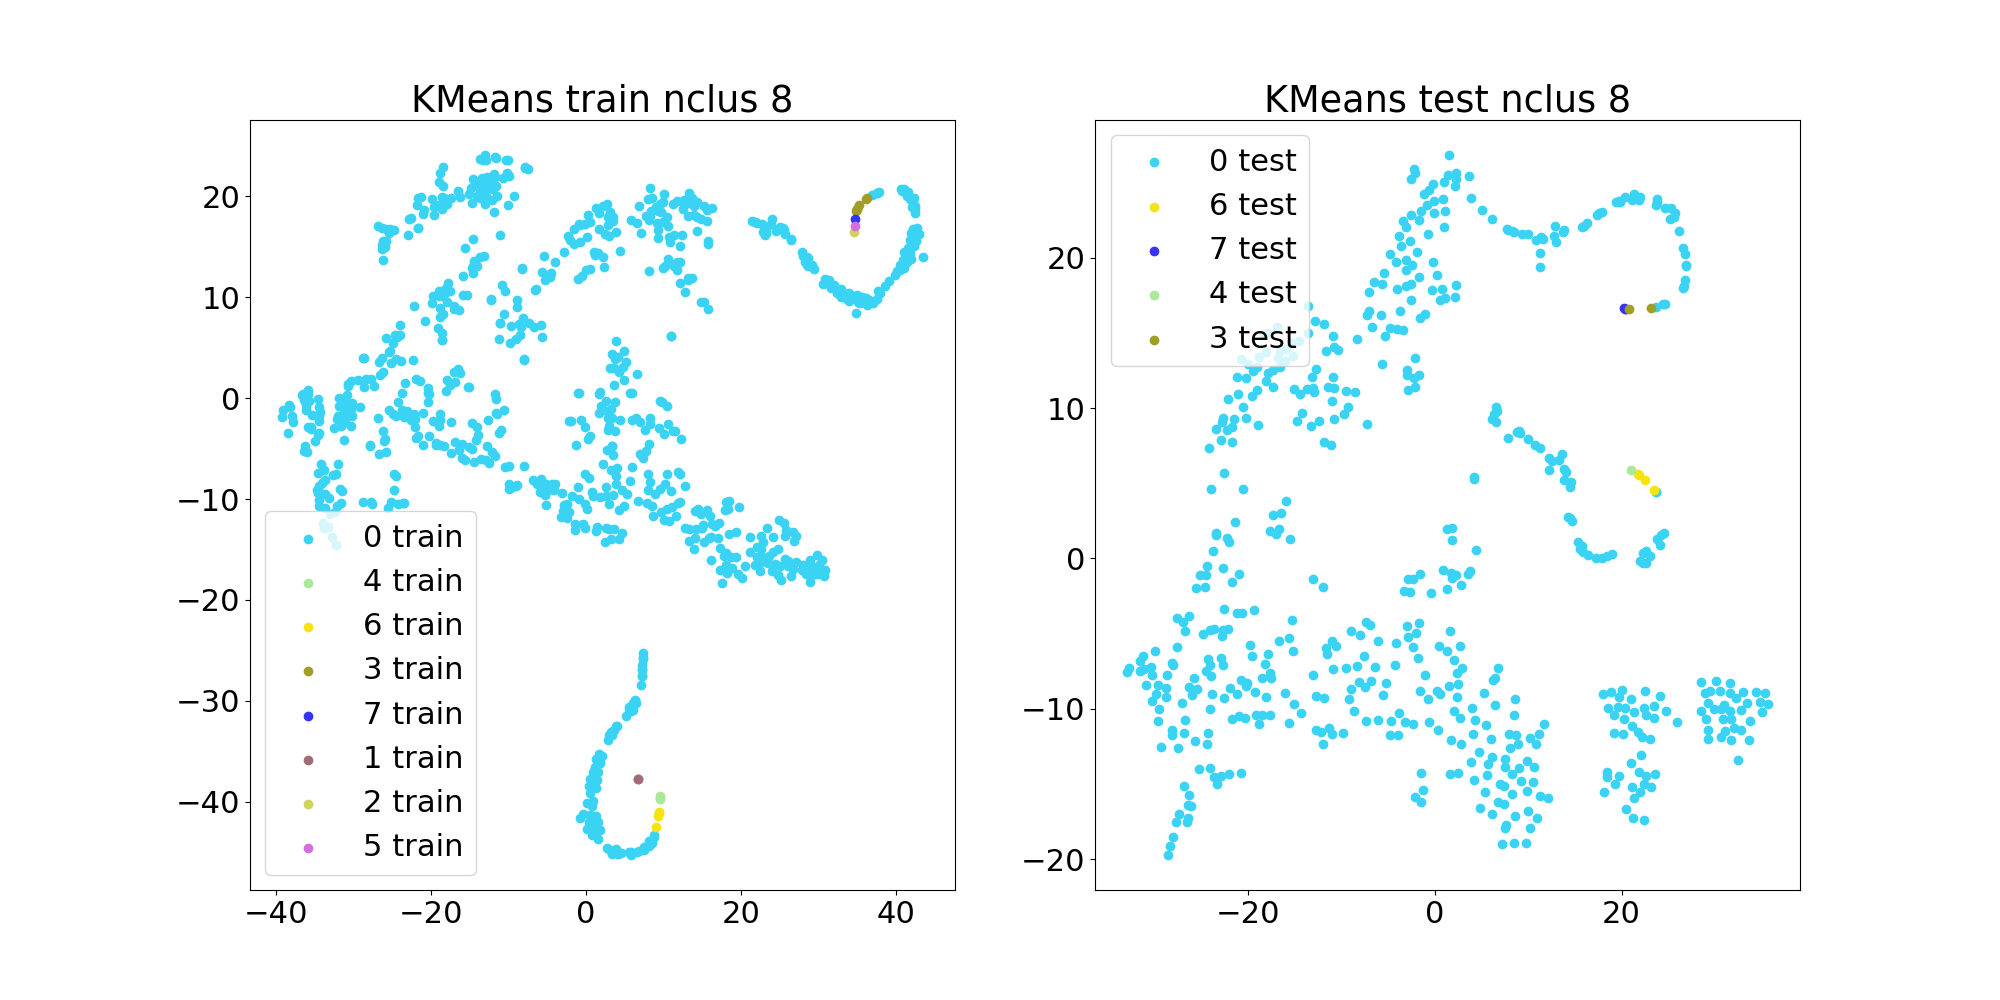 KMeans train nclus 8
20
10
0
−10
−20
−30
−40
−40
−20
0
20
40
0 train
4 train
6 train
3 train
7 train
1 train
2 train
5 train
KMeans test nclus 8
20
10
0
−10
−20
−20
0
20
0 test
6 test
7 test
4 test
3 test